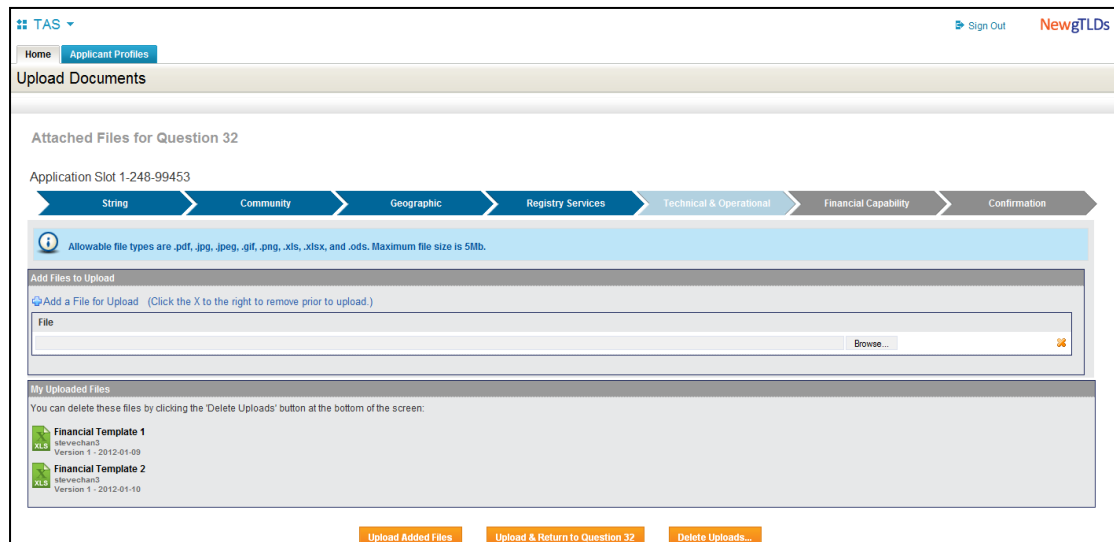 TAS
Sign Out
NewgTLDs
Home
Applicant Profiles
Upload Documents
Attached Files for Question 32
Application Slot 1-248-99453
String
Community
Geographic
Registry Services
Technical & Operational
Financial Capability
Confirmation
Allowable file types are .pdf, .jpg, .jpeg, .gif, .png, .xls, .xlsx, and .ods. Maximum file size is 5Mb.
Add Files to Upload
Add a File for Upload (Click the X to the right to remove prior to upload.)
File
Browse...
My Uploaded Files
You can delete these files by clicking the 'Delete Uploads' button at the bottom of the screen:
XLS
Financial Template 1
stevechan3
Version 1 - 2012-01-09
XLS
Financial Template 2
stevechan3
Version 1 - 2012-01-10
Upload Added Files
Upload & Return to Question 32
Delete Uploads...